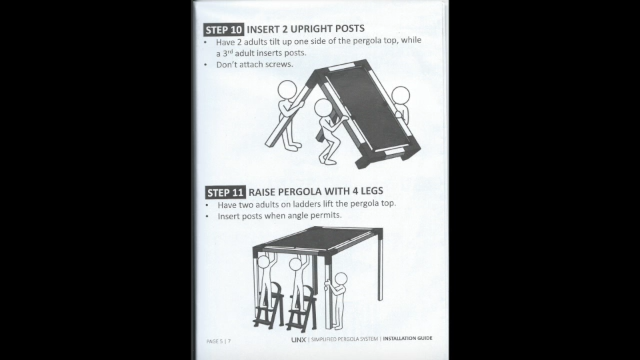 STEP 10 INSERT 2 UPRIGHT POSTS
• Have 2 adults tilt up one side of the pergola top, while
a 3rd adult inserts posts.
• Don't attach screws.
STEP 11 RAISE PERGOLA WITH 4 LEGS
• Have two adults on ladders lift the pergola top.
• Insert posts when angle permits.
PAGE 5 | 7 UNX | SIMPLIFIED PERGOLA SYSTEM | INSTALLATION GUIDE